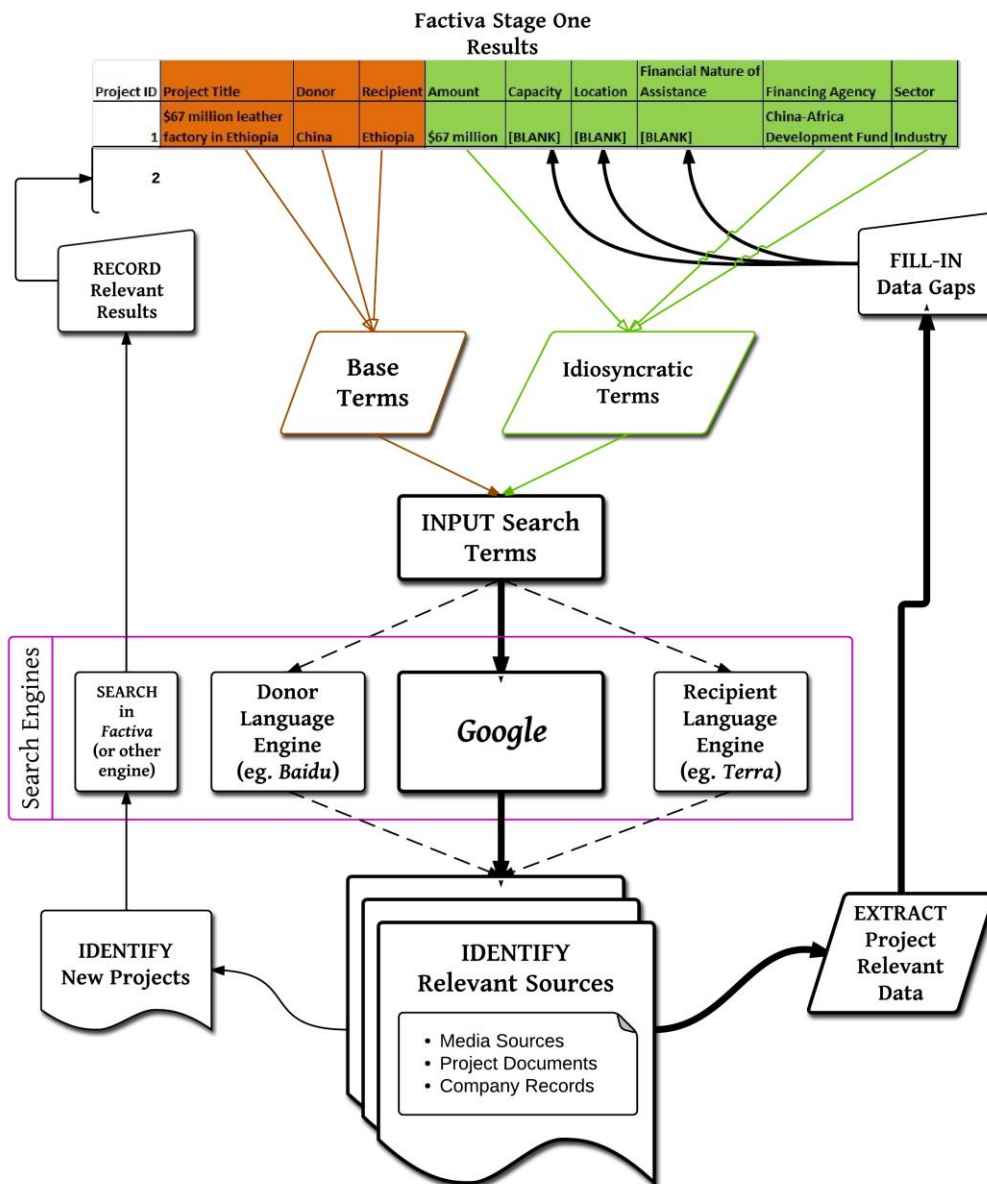 Factiva Stage One
Results
Project ID Project Title Donor Recipient Amount Capacity Location Financial Nature of Assistance Financing Agency Sector
1 $67 million leather factory in Ethiopia China Ethiopia $67 million [BLANK] [BLANK] [BLANK] China-Africa Development Fund Industry
2
RECORD
Relevant
Results
FILL-IN
Data Gaps
Base
Terms
Idiosyncratic
Terms
INPUT Search
Terms
Search Engines
SEARCH
in
Factiva
(or other
engine)
Donor
Language
Engine
(eg. Baidu)
Google
Recipient
Language
Engine
(eg. Terra)
IDENTIFY
New Projects
IDENTIFY
Relevant Sources
• Media Sources
• Project Documents
• Company Records
EXTRACT
Project
Relevant
Data